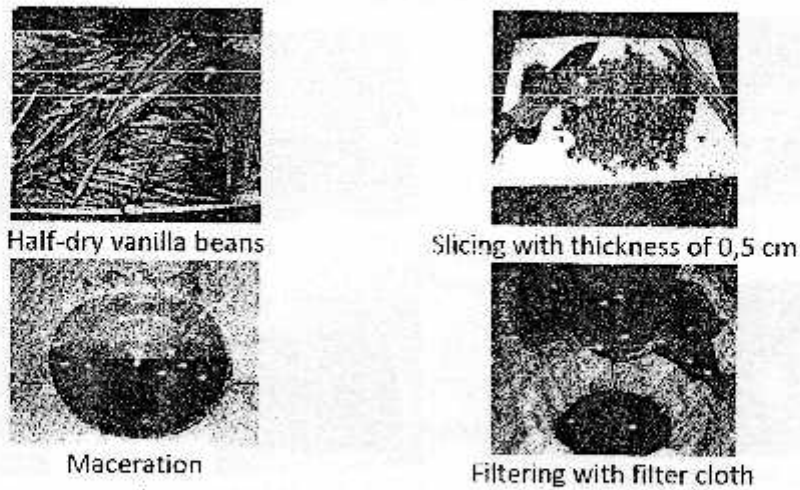 Half-dry vanilla beans
Slicing with thickness of 0,5 cm
Maceration
Filtering with filter cloth